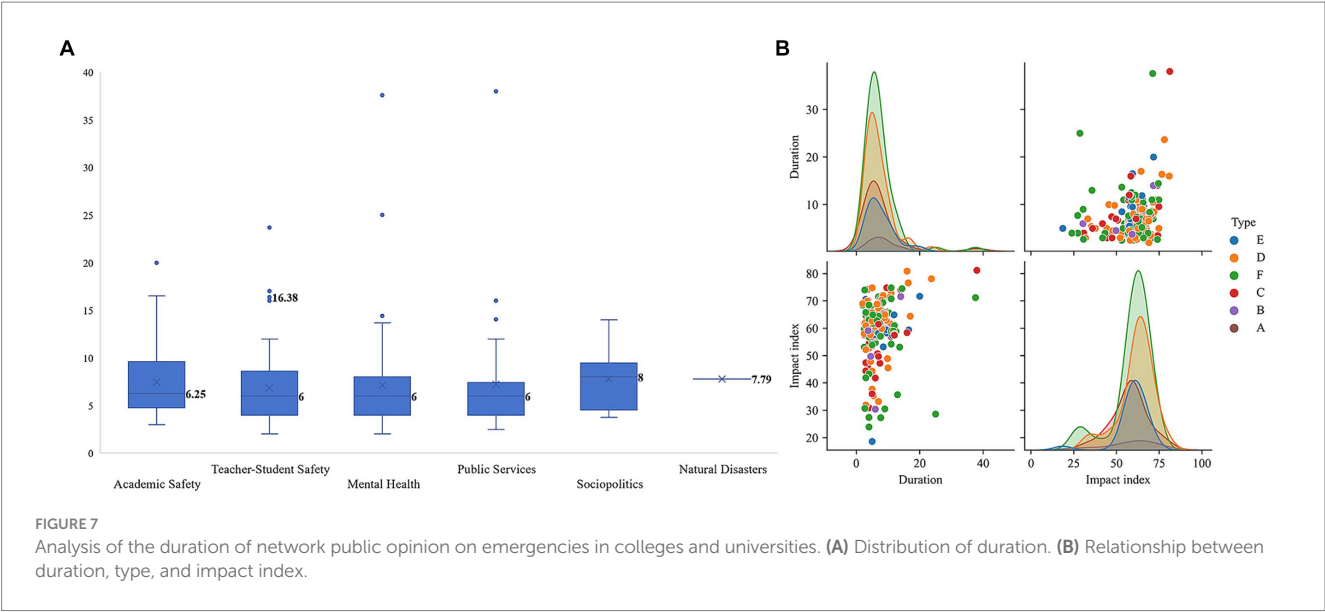 A
B
40
35
30
25
20
15
10
5
0
16.38
6.25
6
6
6
8
7.79
Teacher-Student Safety
Public Services
Natural Disasters
Academic Safety
Mental Health
Sociopolitics
Duration
30
20
10
Impact index
80
70
60
50
40
30
20
0 20 40
Duration
0 25 50 75 100
Impact index
Type
E
D
F
C
B
A
FIGURE 7
Analysis of the duration of network public opinion on emergencies in colleges and universities. (A) Distribution of duration. (B) Relationship between
duration, type, and impact index.